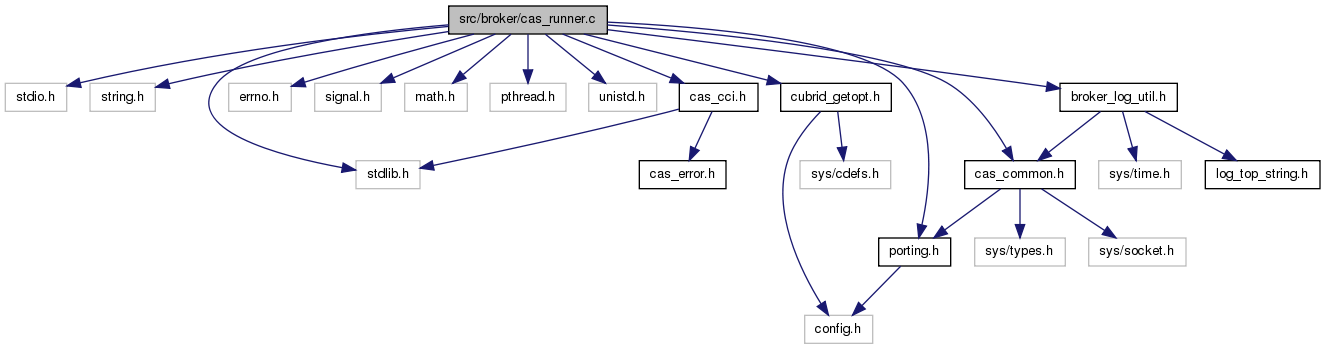 src/broker/cas_runner.c
stdio.h
string.h
errno.h
signal.h
math.h
pthread.h
unistd.h
cas_cci.h
cubrid_getopt.h
broker_log_util.h
stdlib.h
cas_error.h
sys/cdefs.h
cas_common.h
sys/time.h
log_top_string.h
porting.h
sys/types.h
sys/socket.h
config.h